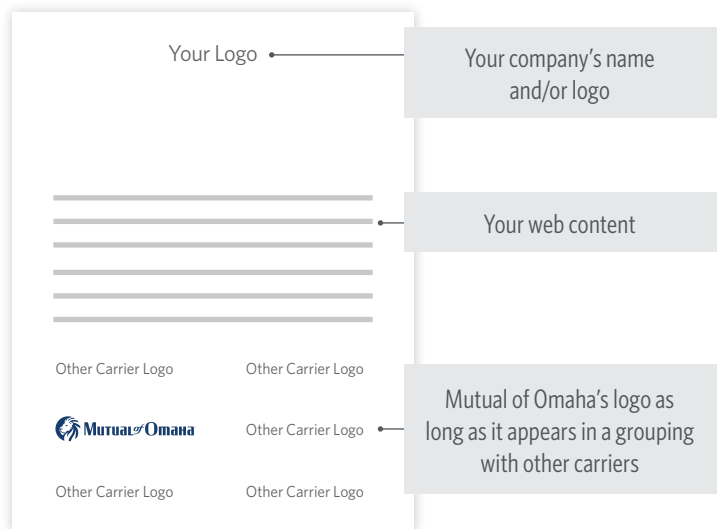 Your Logo
Your company's name
and/or logo
Your web content
Other Carrier Logo
Other Carrier Logo
Mutual of Omaha
Other Carrier Logo
Mutual of Omaha's logo as
long as it appears in a grouping
with other carriers
Other Carrier Logo
Other Carrier Logo